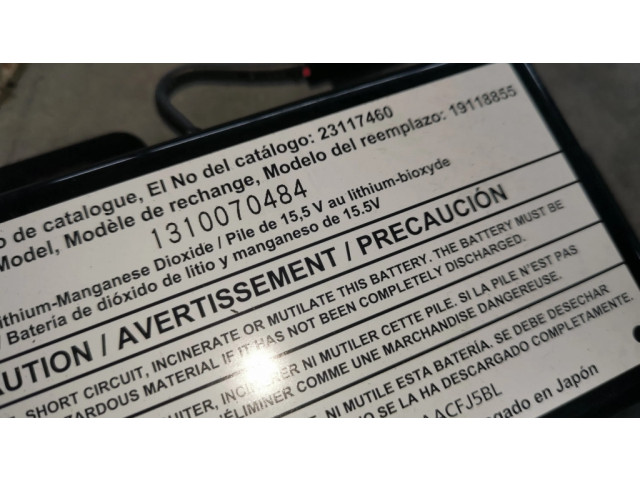 o de catalogue, El No del catálogo: 23117460
Model, Modèle de rechange, Modelo del reemplazo: 19118855
1310070484
ithium-Manganese Dioxide / Pile de 15,5 V au lithium-bioxyde
/ Batería de dióxido de litio y manganeso de 15.5V
AUTION / AVERTISSEMENT / PRECAUCIÓN
SHORT CIRCUIT, INCINERATE OR MUTILATE THIS BATTERY. THE BATTERY MUST BE
ZARDOUS MATERIAL IF IT HAS NOT BEEN COMPLETELY DISCHARGED.
UITER, INCINERER, NI MUTILER CETTE PILE. SI LA PILE N'EST PAS
ÉLIMINER COMME UNE MARCHANDISE DANGEREUSE.
NI MUTILE ESTA BATERÍA. SE DEBE DESECHAR
NO SE LA HA DESCARGADO COMPLETAMENTE.
ACFJ5BL
gado en Japón